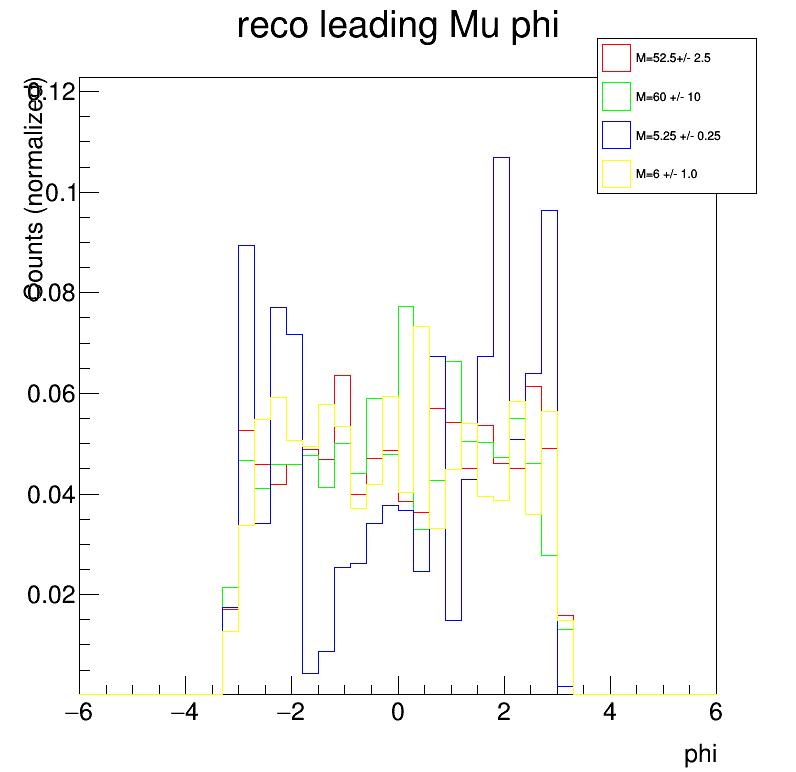 reco leading Mu phi
M=52.5+/- 2.5
M=60 +/- 10
M=5.25 +/- 0.25
M=6 +/- 1.0
Counts (normalized)
0.12
0.1
0.08
0.06
0.04
0.02
−6 −4 −2 0 2 4 6
phi